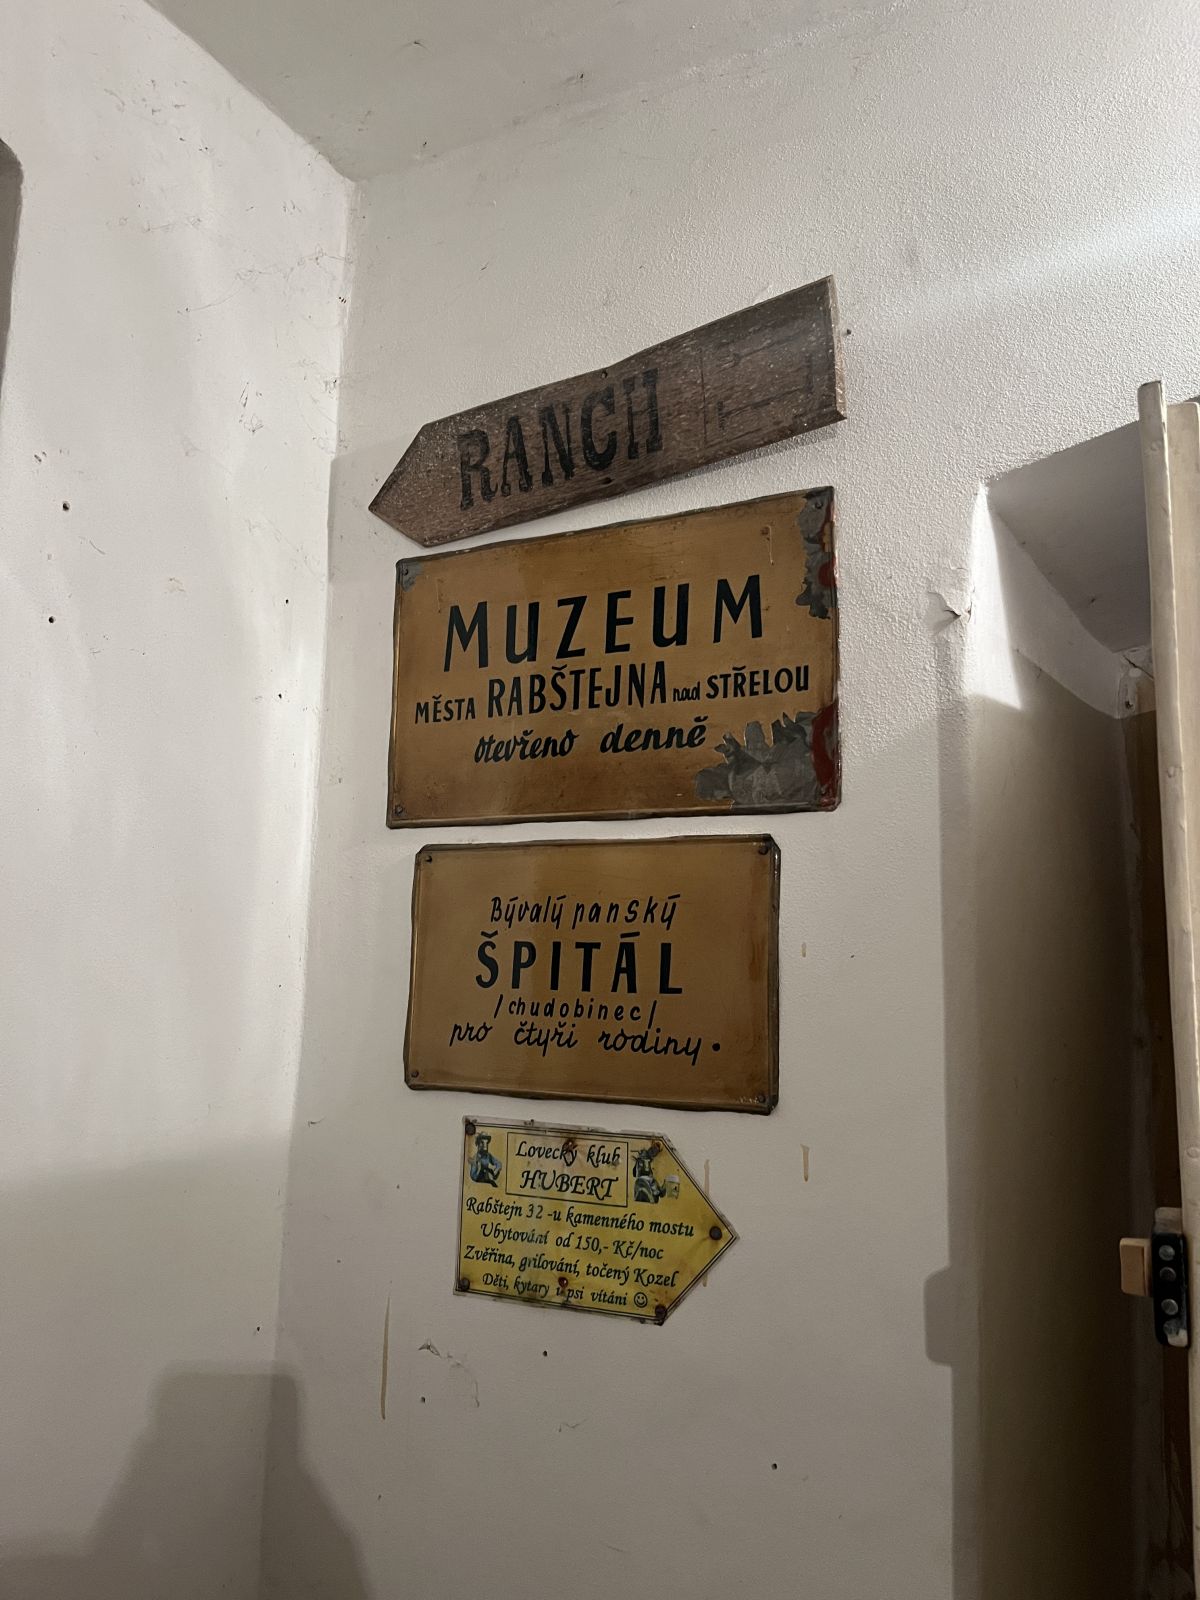 RANCH
MUZEUM
MĚSTA RABŠTEJNA nad STŘELOU
otevřeno denně
Bývalý panský
ŠPITÁL
/chudobinec/
pro čtyři rodiny.
Lovecký klub
HUBERT
Rabštejn 32 -u kamenného mostu
Ubytování od 150,- Kč/noc
Zvěřina, grilování, točený Kozel
Děti, kytary i psi vítáni ☺